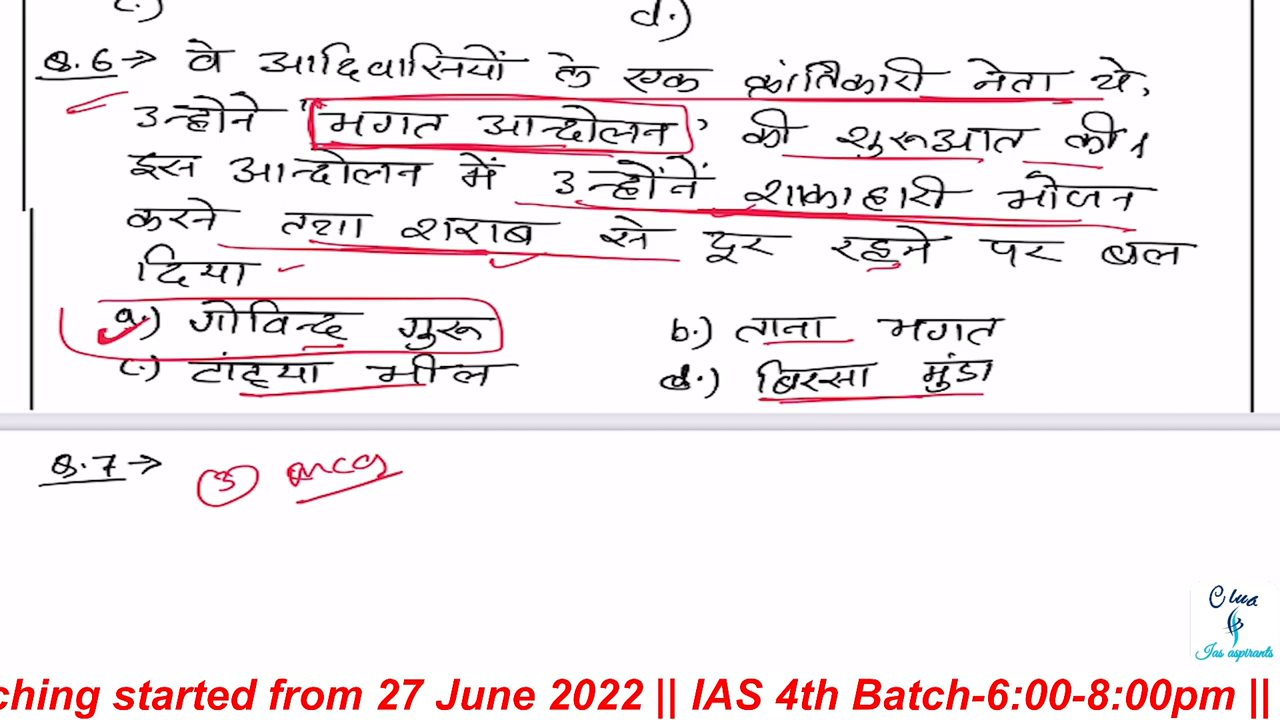 c.) d.)
Q.6→ वे आदिवासियों के एक क्रांतिकारी नेता थे,
उन्होने "भगत आन्दोलन" की शुरूआत की।
इस आन्दोलन में उन्होंनें शाकाहारी भोजन
करने तथा शराब से दूर रहने पर बल
दिया
a.) गोविन्द गुरू b.) ताना भगत
c.) टांट्या भील d.) बिरसा मुंडा
Q.7→ MCQ
Clue
Ias aspirants
ching started from 27 June 2022 || IAS 4th Batch-6:00-8:00pm ||